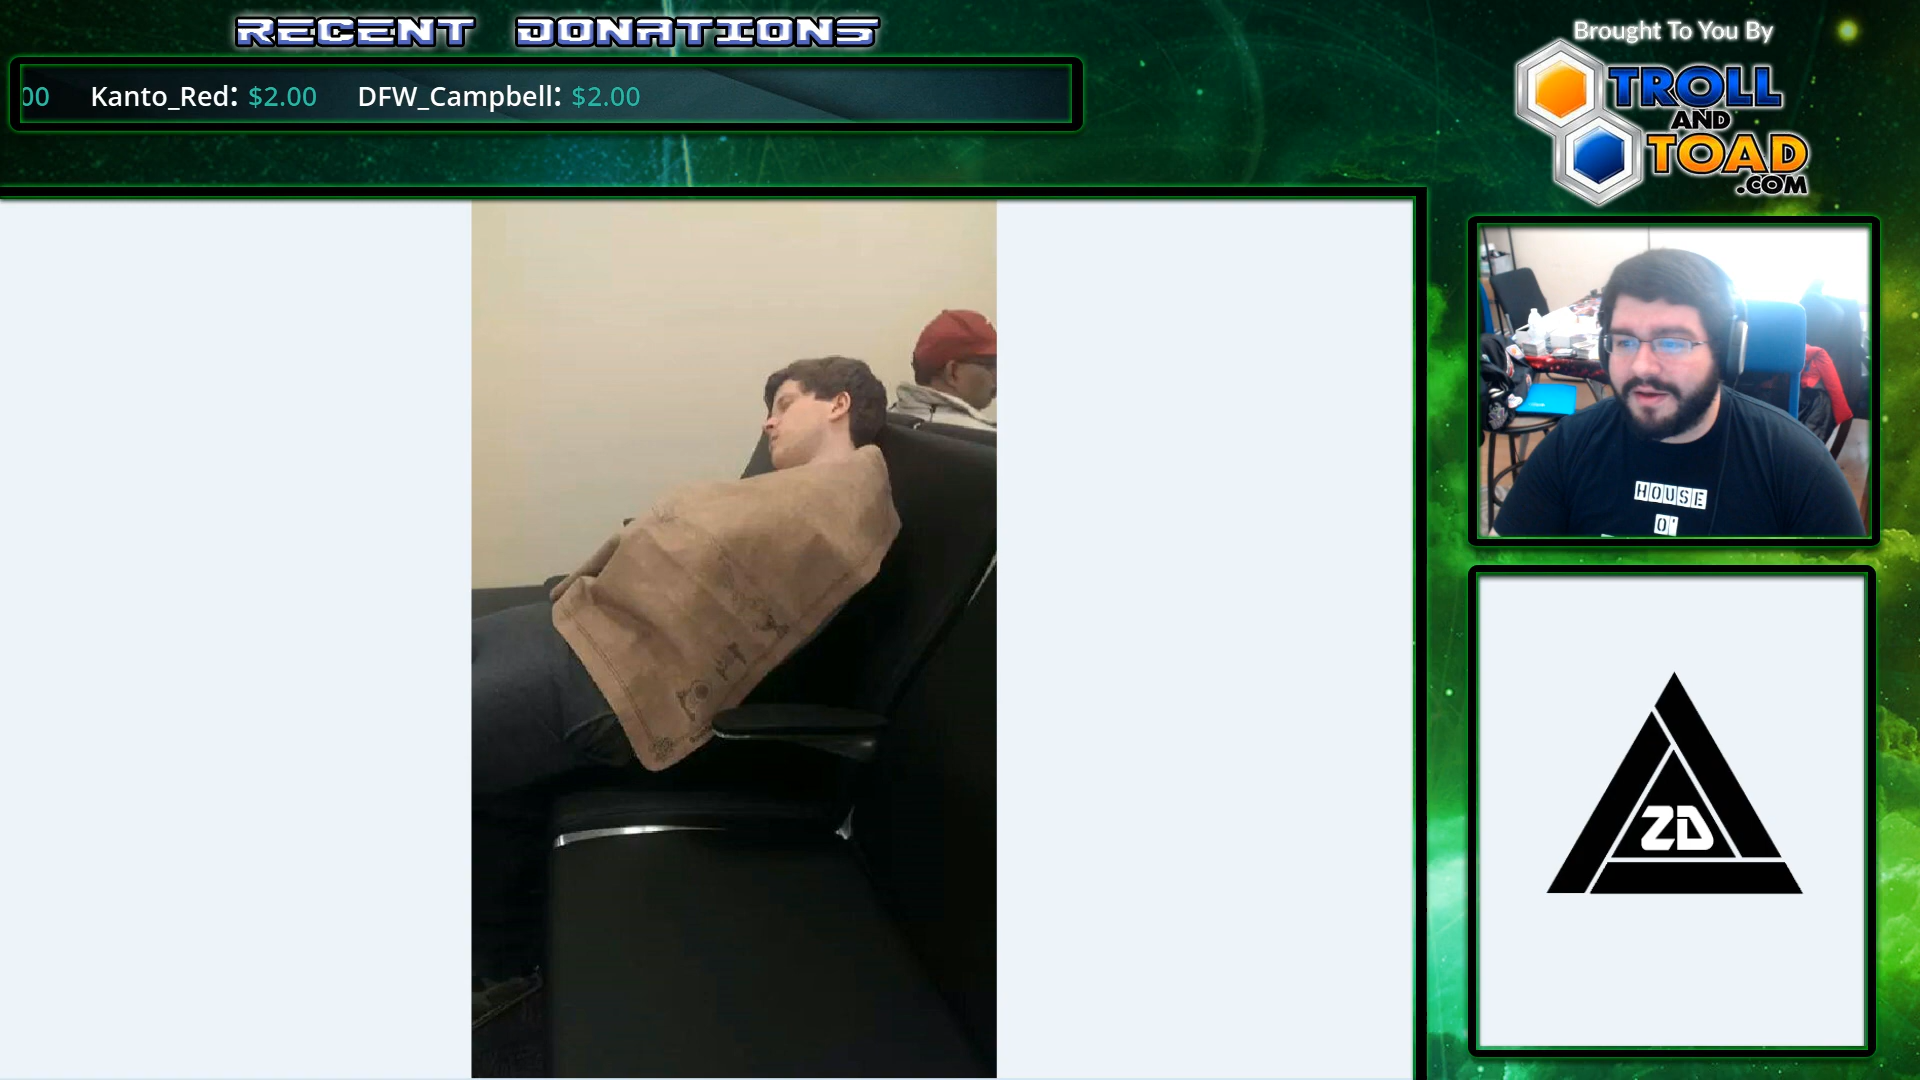 RECENT DONATIONS
00 Kanto_Red: $2.00 DFW_Campbell: $2.00
Brought To You By
TROLL
AND
TOAD
.COM
HOUSE
O'
ZD